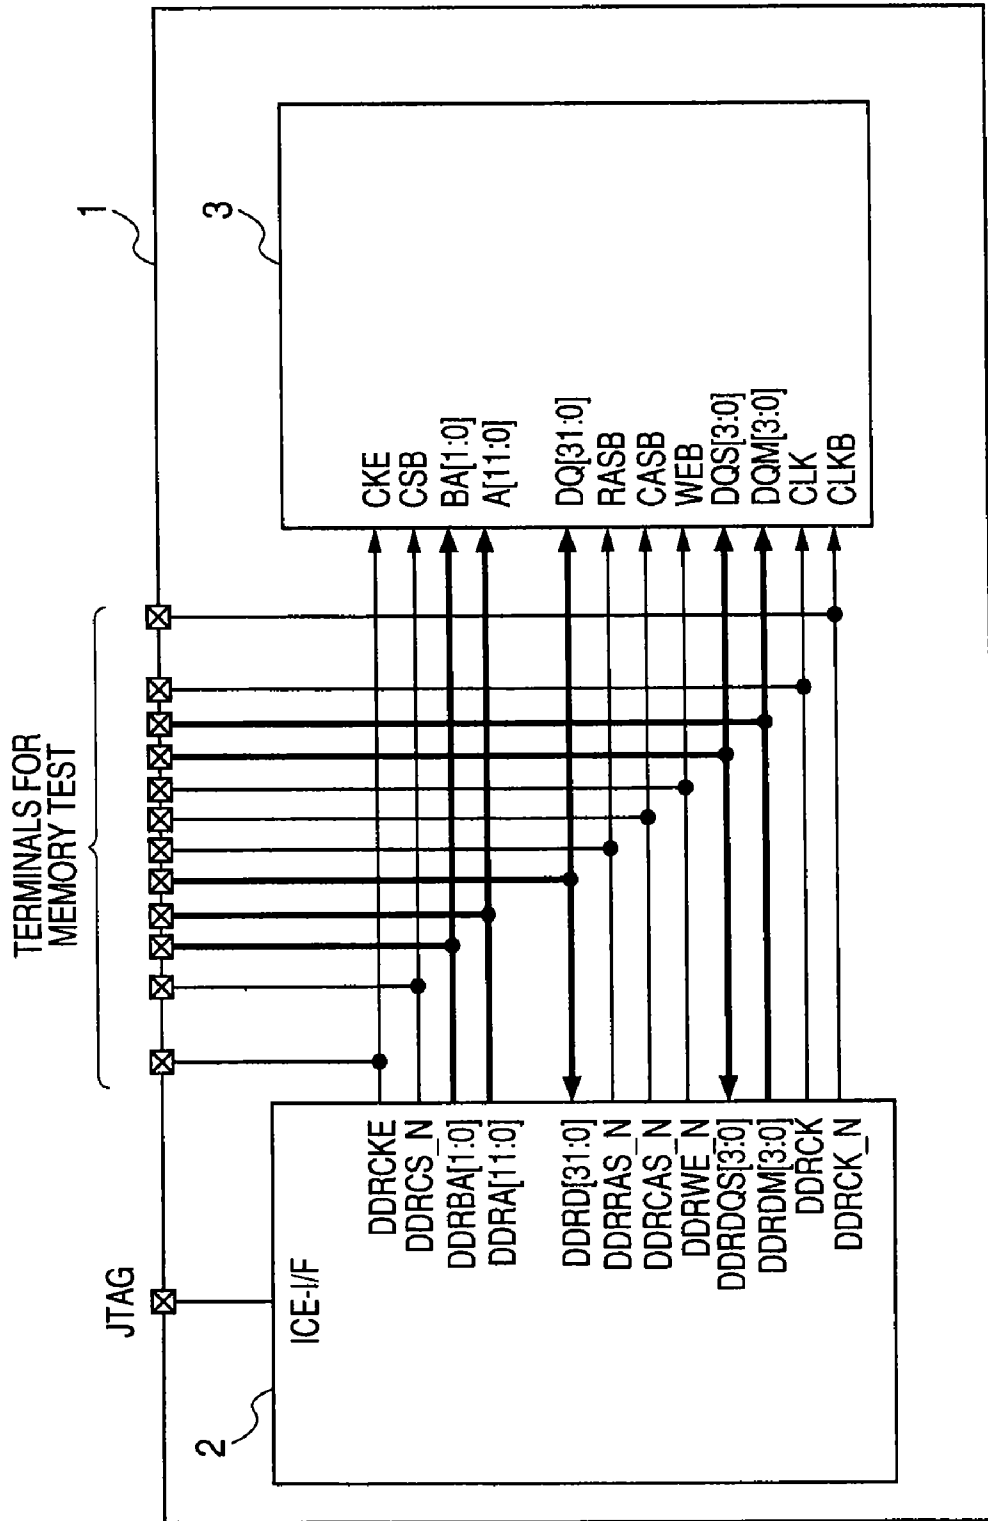 1
3
CKE
CSB
BA[1:0]
A[11:0]
DQ[31:0]
RASB
CASB
WEB
DQS[3:0]
DQM[3:0]
CLK
CLKB
TERMINALS FOR
MEMORY TEST
JTAG
2
ICE-I/F
DDRCKE
DDRCS_N
DDRBA[1:0]
DDRA[11:0]
DDRD[31:0]
DDRRAS_N
DDRCAS_N
DDRWE_N
DDRDQS[3:0]
DDRDM[3:0]
DDRCK
DDRCK_N